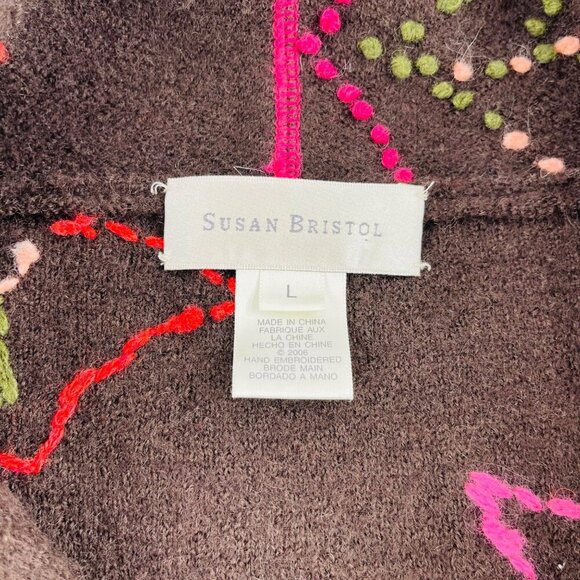 SUSAN BRISTOL
L
MADE IN CHINA
FABRIQUE AUX
LA CHINE
HECHO EN CHINE
© 2006
HAND EMBROIDERED
BRODE MAIN
BORDADO A MANO